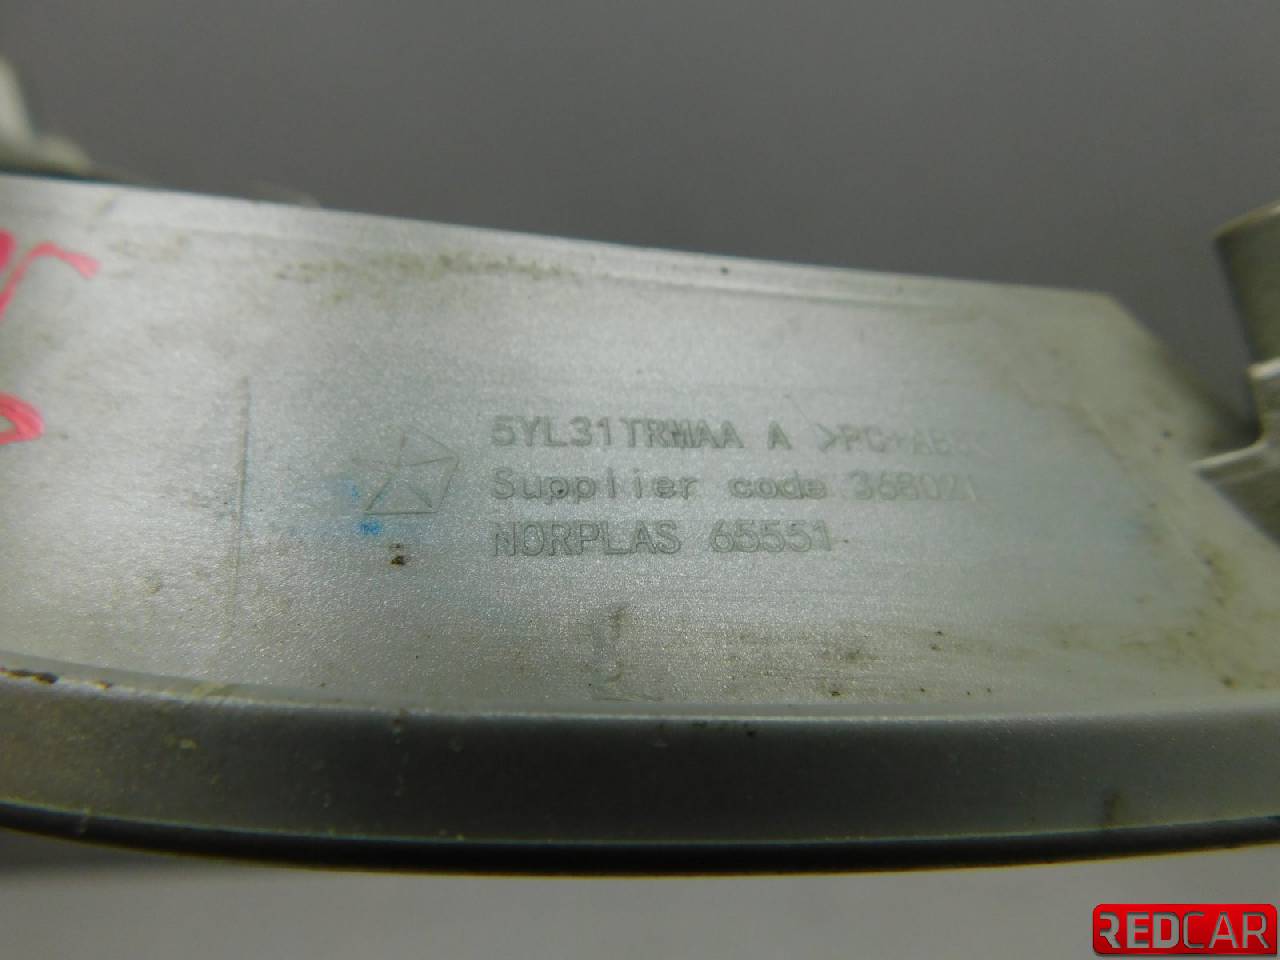 5YL31TRMAA A >PC+ABS<
Supplier code 368021
NORPLAS 65551
REDCAR